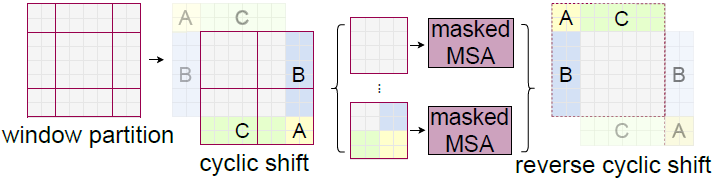 window partition
A
C
B
B
C
A
cyclic shift
masked
MSA
...
masked
MSA
A
C
B
B
C
A
reverse cyclic shift